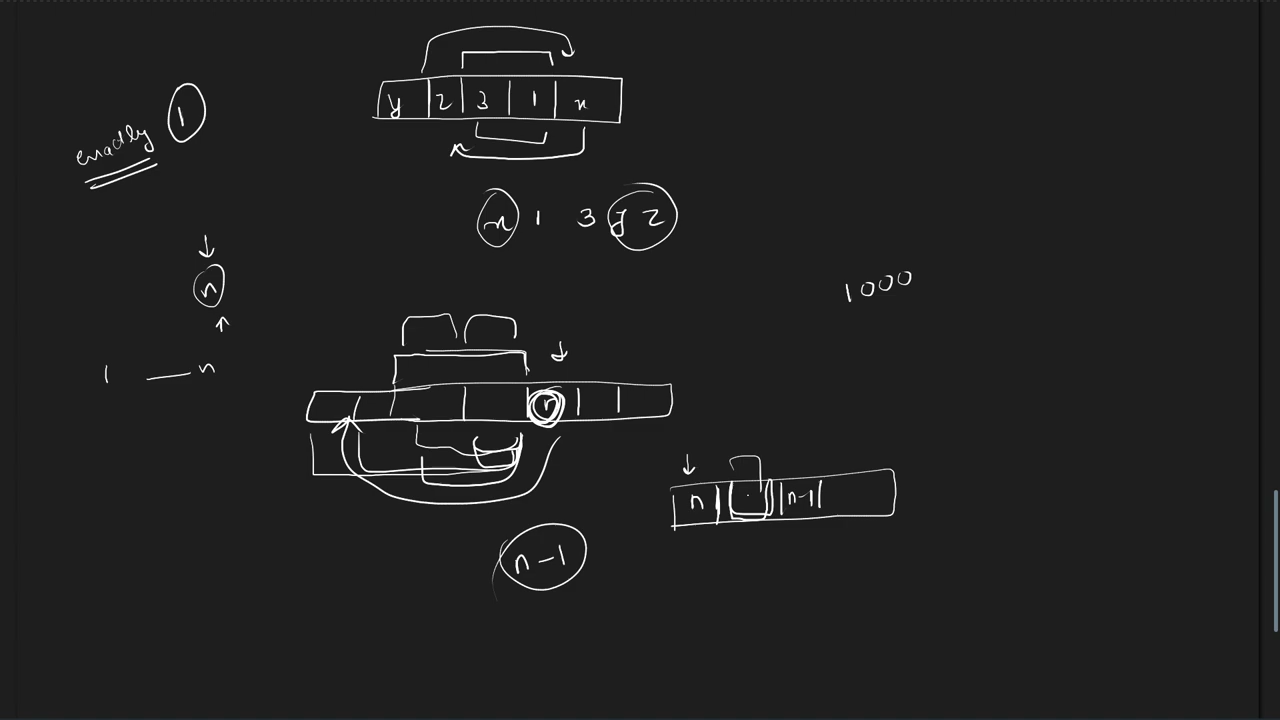 y 2 3 1 x
exactly 1
x 1 3 y 2
n
1000
1 — n
n
n n-1
n-1